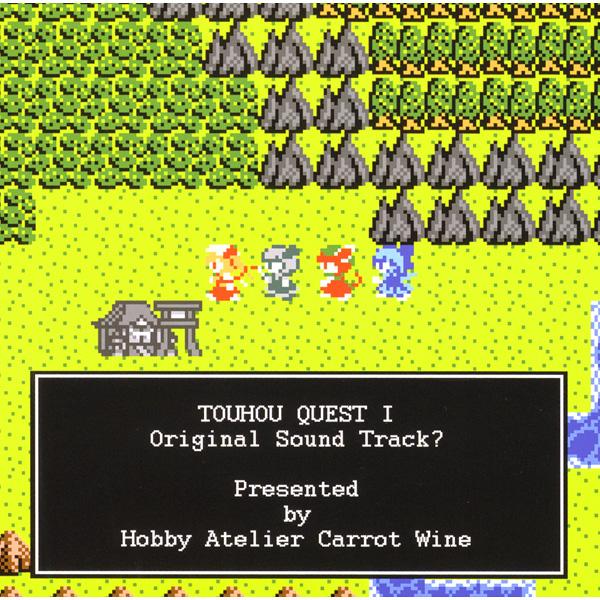 TOUHOU QUEST I
Original Sound Track?
Presented
by
Hobby Atelier Carrot Wine